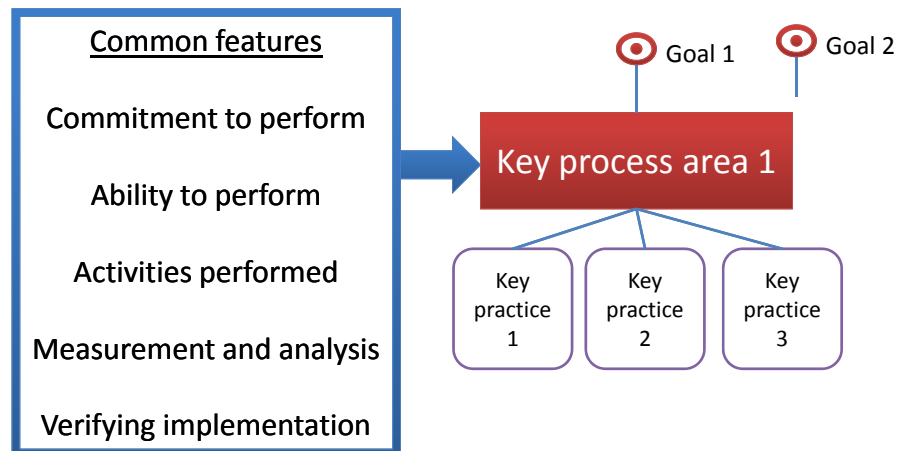 Common features
Commitment to perform
Ability to perform
Activities performed
Measurement and analysis
Verifying implementation
Goal 1
Goal 2
Key process area 1
Key
practice
1
Key
practice
2
Key
practice
3